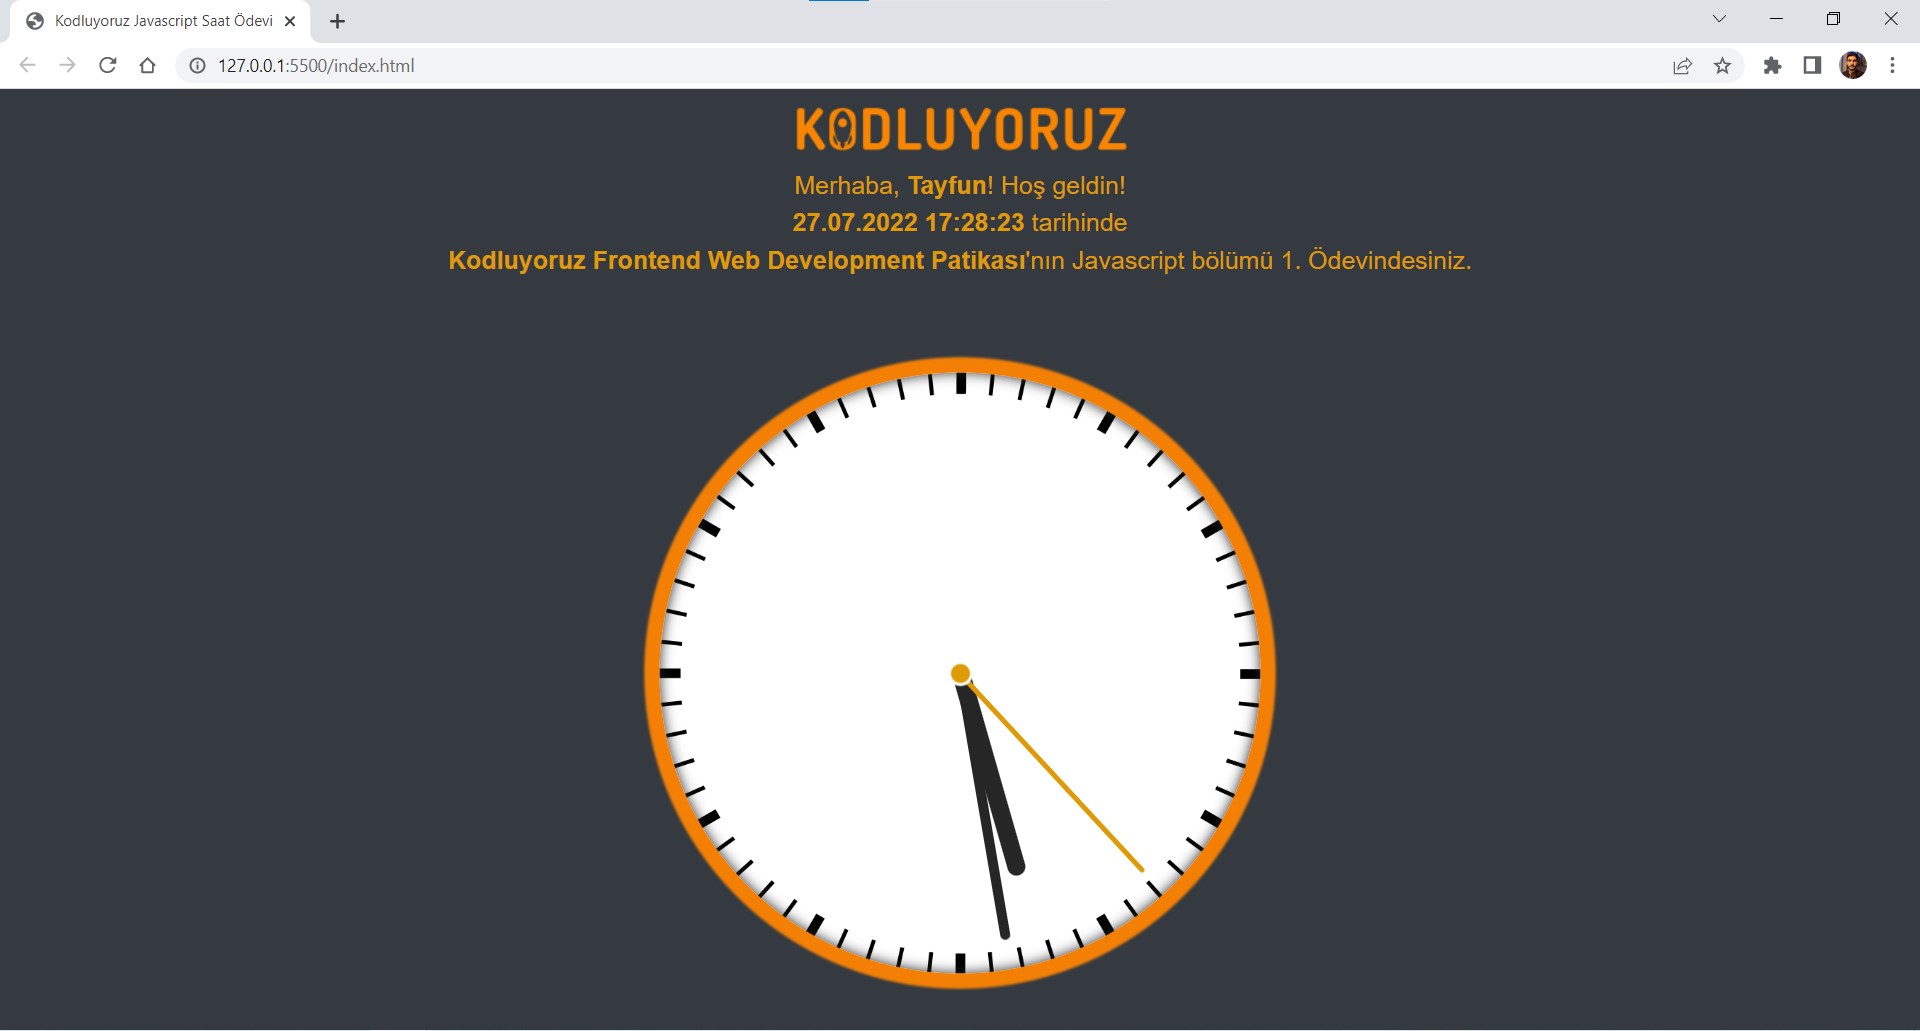 Kodluyoruz Javascript Saat Ödevi
127.0.0.1:5500/index.html
KODLUYORUZ
Merhaba, Tayfun! Hoş geldin!
27.07.2022 17:28:23 tarihinde
Kodluyoruz Frontend Web Development Patikası'nın Javascript bölümü 1. Ödevindesiniz.